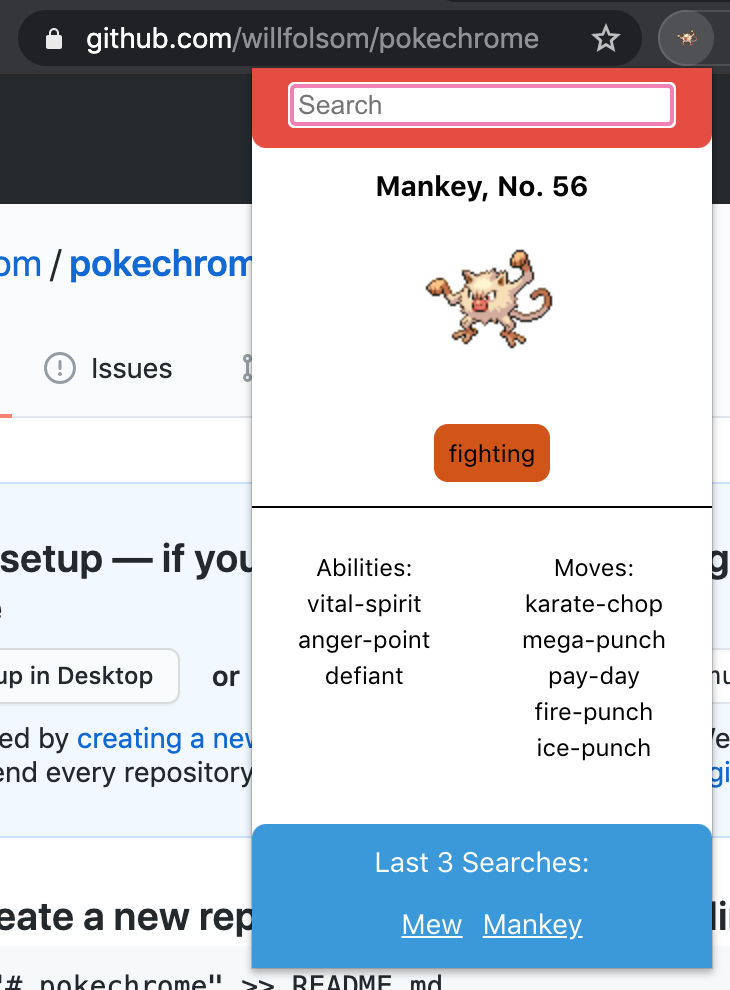 github.com/willfolsom/pokechrome
Search
Mankey, No. 56
om / pokechrom
Issues
fighting
setup — if you
Abilities:
Moves:
vital-spirit
karate-chop
anger-point
mega-punch
defiant
pay-day
fire-punch
ice-punch
up in Desktop
or
ed by creating a new
end every repository
Last 3 Searches:
Mew Mankey
eate a new rep
"# pokechrome" >> README.md